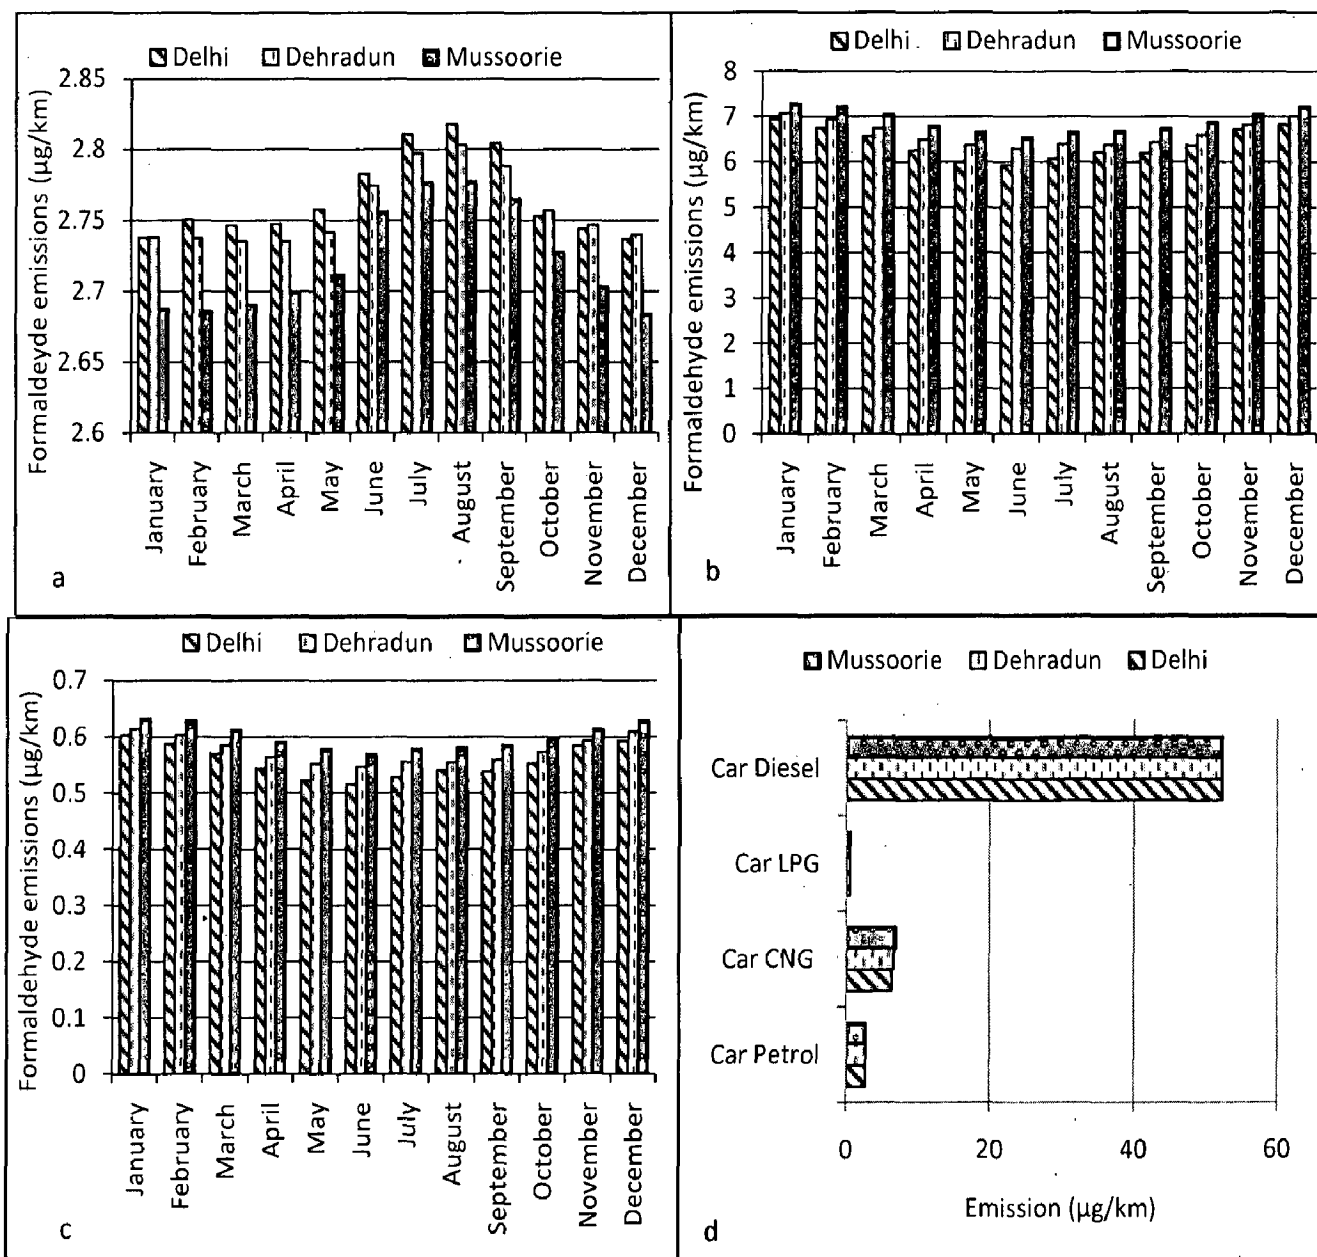 Delhi Dehradun Mussoorie
Formaldeyde emissions (µg/km)
2.85
2.8
2.75
2.7
2.65
2.6
January
February
March
April
May
June
July
August
September
October
November
December
a
Delhi Dehradun Mussoorie
Formaldehyde emissions (µg/km)
8
7
6
5
4
3
2
1
0
January
February
March
April
May
June
July
August
September
October
November
December
b
Delhi Dehradun Mussoorie
Formaldehyde emissions (µg/km)
0.7
0.6
0.5
0.4
0.3
0.2
0.1
0
January
February
March
April
May
June
July
August
September
October
November
December
c
Mussoorie Dehradun Delhi
Car Diesel
Car LPG
Car CNG
Car Petrol
0 20 40 60
Emission (µg/km)
d